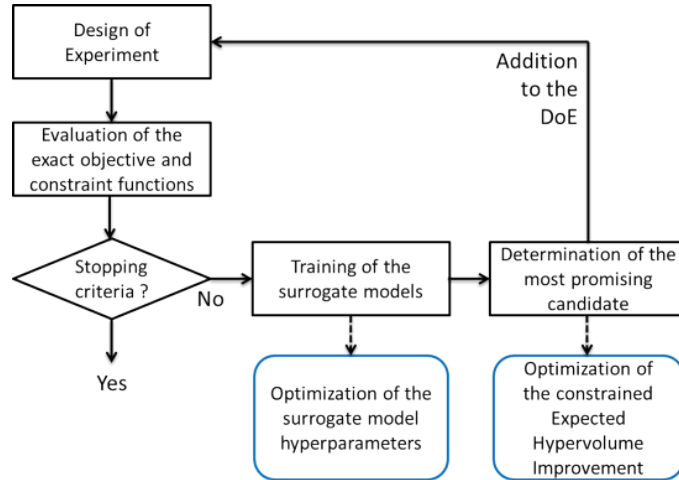 Design of
Experiment
Addition
to the
DoE
Evaluation of the
exact objective and
constraint functions
Stopping
criteria ?
No
Yes
Training of the
surrogate models
Determination of the
most promising
candidate
Optimization of the
surrogate model
hyperparameters
Optimization of
the constrained
Expected
Hypervolume
Improvement